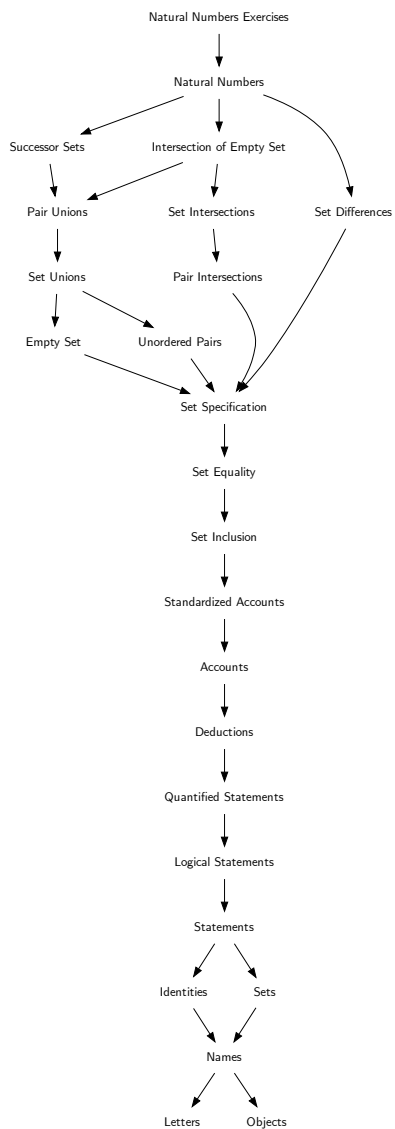 Natural Numbers Exercises
Natural Numbers
Successor Sets
Intersection of Empty Set
Pair Unions
Set Intersections
Set Differences
Set Unions
Pair Intersections
Empty Set
Unordered Pairs
Set Specification
Set Equality
Set Inclusion
Standardized Accounts
Accounts
Deductions
Quantified Statements
Logical Statements
Statements
Identities
Sets
Names
Letters
Objects